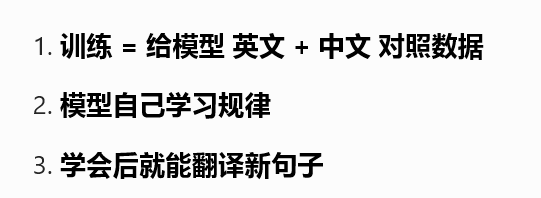 1. 训练 = 给模型 英文 + 中文 对照数据
2. 模型自己学习规律
3. 学会后就能翻译新句子